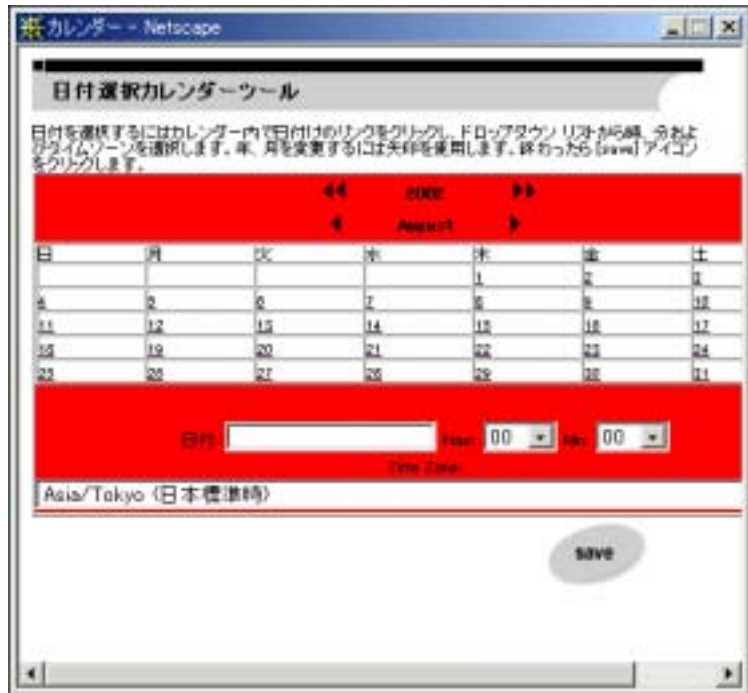 カレンダー - Netscape
日付選択カレンダーツール
日付を選択するにはカレンダー内で日付けのリンクをクリックし、ドロップダウン リストから時、分およ
びタイムゾーンを選択します。年、月を変更するには矢印を使用します。終わったら [save] アイコン
をクリックします。
2002
August
日 月 火 水 木 金 土
1 2 3
4 5 6 7 8 9 10
11 12 13 14 15 16 17
18 19 20 21 22 23 24
25 26 27 28 29 30 31
日付: Hour: 00 Min: 00
Time Zone:
Asia/Tokyo (日本標準時)
save